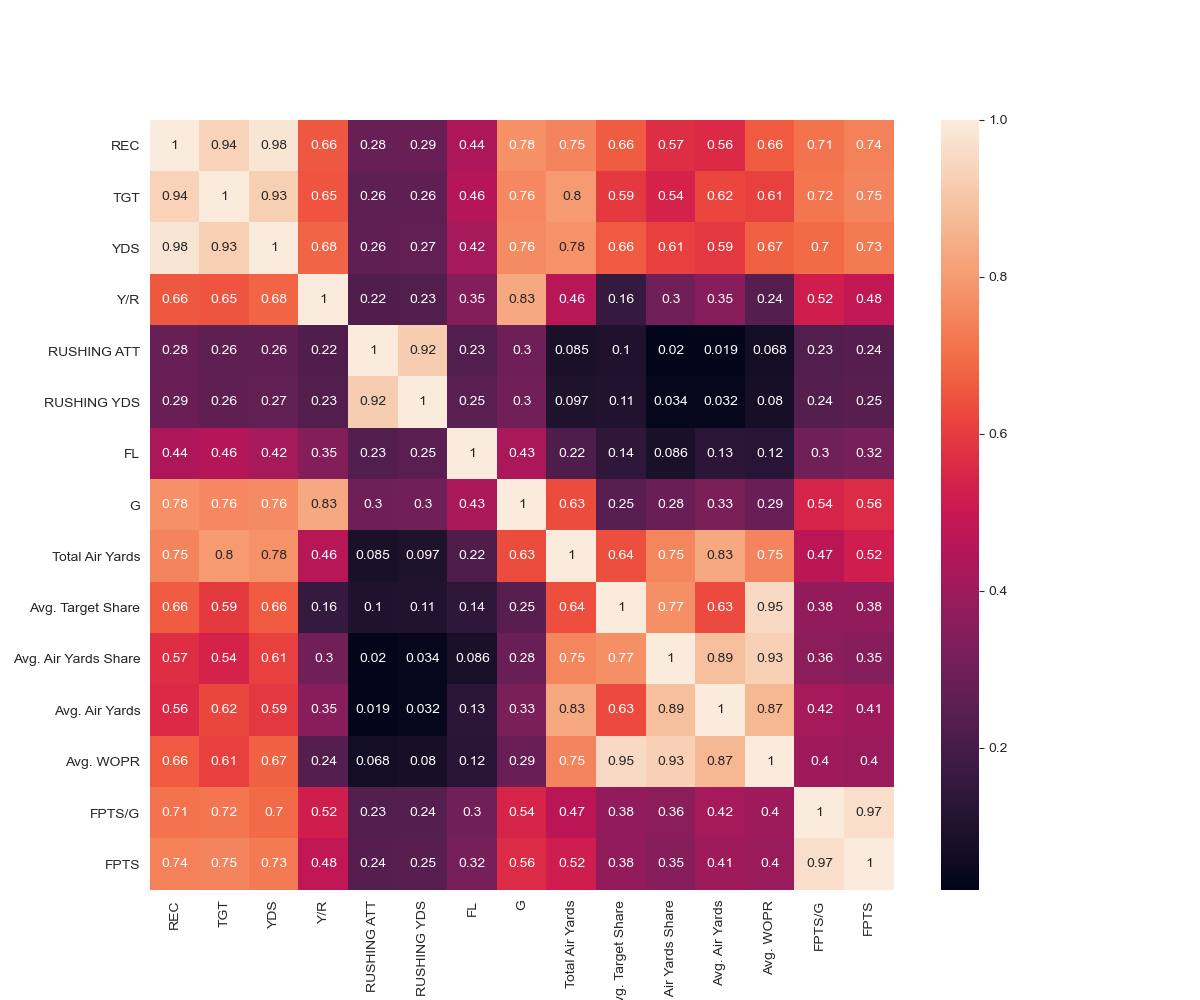 REC 1 0.94 0.98 0.66 0.28 0.29 0.44 0.78 0.75 0.66 0.57 0.56 0.66 0.71 0.74 1.0
TGT 0.94 1 0.93 0.65 0.26 0.26 0.46 0.76 0.8 0.59 0.54 0.62 0.61 0.72 0.75
YDS 0.98 0.93 1 0.68 0.26 0.27 0.42 0.76 0.78 0.66 0.61 0.59 0.67 0.7 0.73
0.8
Y/R 0.66 0.65 0.68 1 0.22 0.23 0.35 0.83 0.46 0.16 0.3 0.35 0.24 0.52 0.48
RUSHING ATT 0.28 0.26 0.26 0.22 1 0.92 0.23 0.3 0.085 0.1 0.02 0.019 0.068 0.23 0.24
RUSHING YDS 0.29 0.26 0.27 0.23 0.92 1 0.25 0.3 0.097 0.11 0.034 0.032 0.08 0.24 0.25
0.6
FL 0.44 0.46 0.42 0.35 0.23 0.25 1 0.43 0.22 0.14 0.086 0.13 0.12 0.3 0.32
G 0.78 0.76 0.76 0.83 0.3 0.3 0.43 1 0.63 0.25 0.28 0.33 0.29 0.54 0.56
Total Air Yards 0.75 0.8 0.78 0.46 0.085 0.097 0.22 0.63 1 0.64 0.75 0.83 0.75 0.47 0.52
0.4
Avg. Target Share 0.66 0.59 0.66 0.16 0.1 0.11 0.14 0.25 0.64 1 0.77 0.63 0.95 0.38 0.38
Avg. Air Yards Share 0.57 0.54 0.61 0.3 0.02 0.034 0.086 0.28 0.75 0.77 1 0.89 0.93 0.36 0.35
Avg. Air Yards 0.56 0.62 0.59 0.35 0.019 0.032 0.13 0.33 0.83 0.63 0.89 1 0.87 0.42 0.41
0.2
Avg. WOPR 0.66 0.61 0.67 0.24 0.068 0.08 0.12 0.29 0.75 0.95 0.93 0.87 1 0.4 0.4
FPTS/G 0.71 0.72 0.7 0.52 0.23 0.24 0.3 0.54 0.47 0.38 0.36 0.42 0.4 1 0.97
FPTS 0.74 0.75 0.73 0.48 0.24 0.25 0.32 0.56 0.52 0.38 0.35 0.41 0.4 0.97 1
REC
TGT
YDS
Y/R
RUSHING ATT
RUSHING YDS
FL
G
Total Air Yards
Target Share
Air Yards Share
Avg. Air Yards
Avg. WOPR
FPTS/G
FPTS